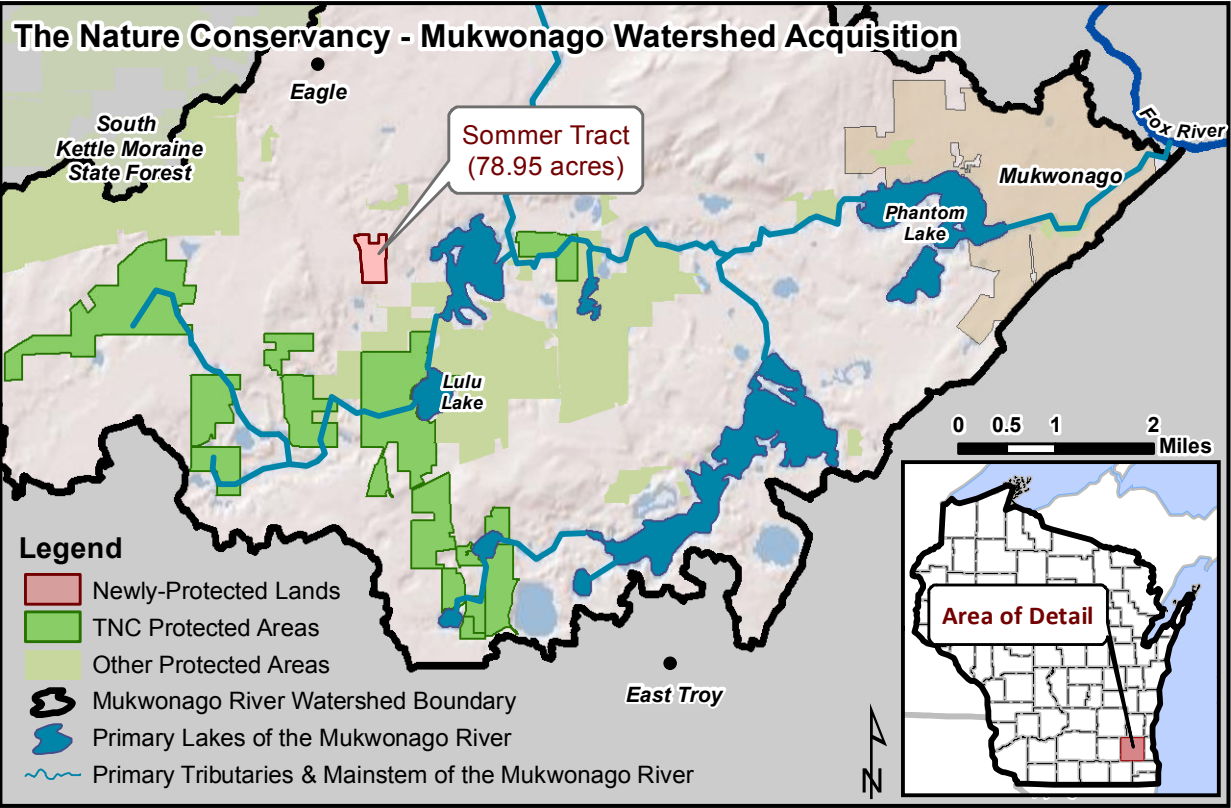 The Nature Conservancy - Mukwonago Watershed Acquisition
Eagle
South
Kettle Moraine
State Forest
Sommer Tract
(78.95 acres)
Fox River
Mukwonago
Phantom
Lake
Lulu
Lake
0 0.5 1 2
Miles
Legend
Newly-Protected Lands
TNC Protected Areas
Other Protected Areas
Mukwonago River Watershed Boundary
Primary Lakes of the Mukwonago River
Primary Tributaries & Mainstem of the Mukwonago River
East Troy
N
Area of Detail